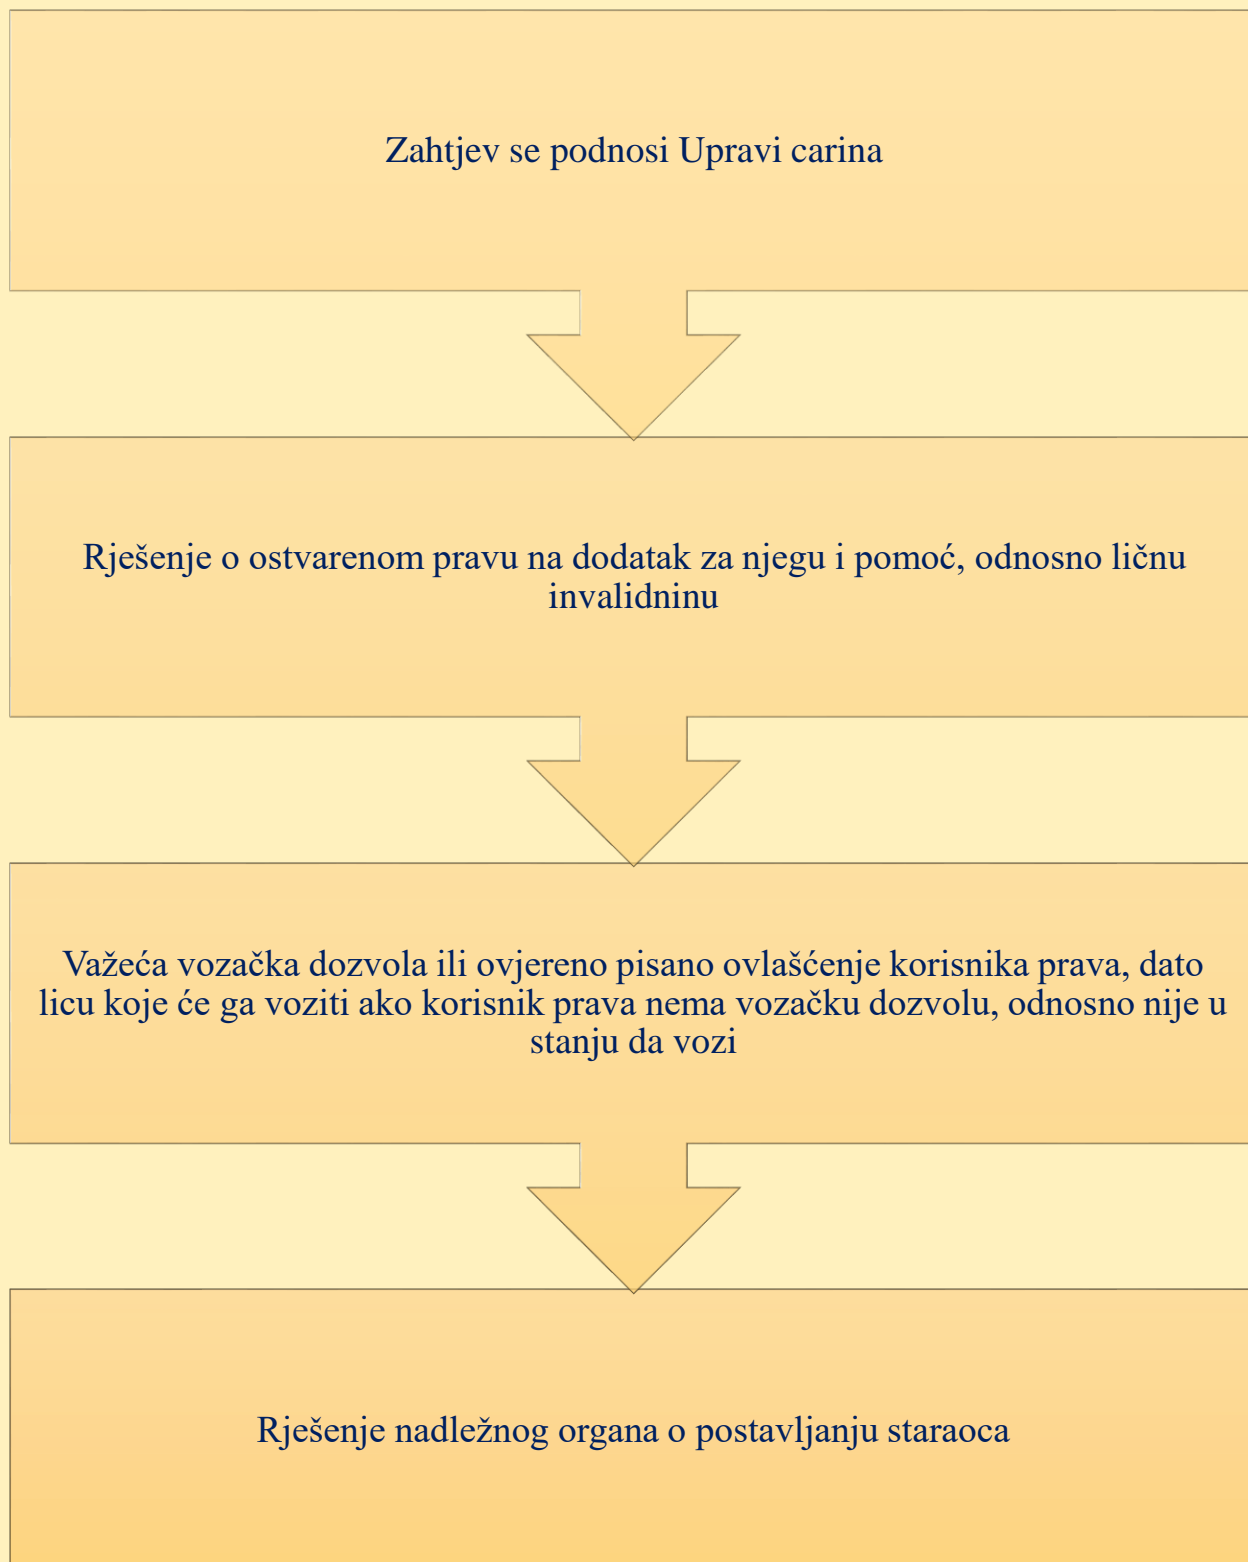 Zahtjev se podnosi Upravi carina
Rješenje o ostvarenom pravu na dodatak za njegu i pomoć, odnosno ličnu
invalidninu
Važeća vozačka dozvola ili ovjereno pisano ovlašćenje korisnika prava, dato
licu koje će ga voziti ako korisnik prava nema vozačku dozvolu, odnosno nije u
stanju da vozi
Rješenje nadležnog organa o postavljanju staraoca